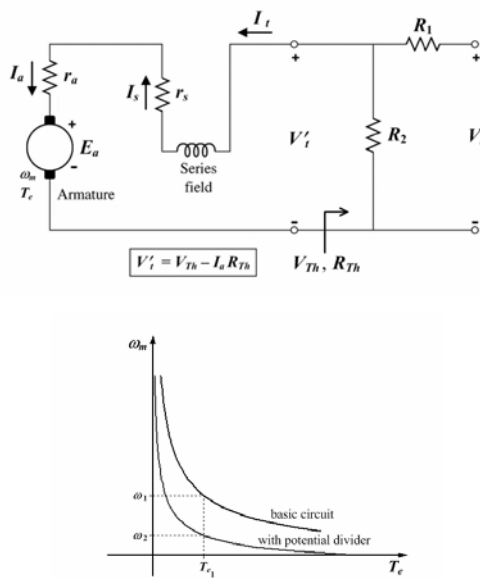 I_t
R_1
I_a
r_a
I_s
r_s
+
+
+
E_a
V′_t
R_2
-
ω_m
T_e
Armature
Series
field
-
V′_t = V_Th – I_a R_Th
V_Th , R_Th
ω_m
ω_1
basic circuit
ω_2
with potential divider
T_e1
T_e